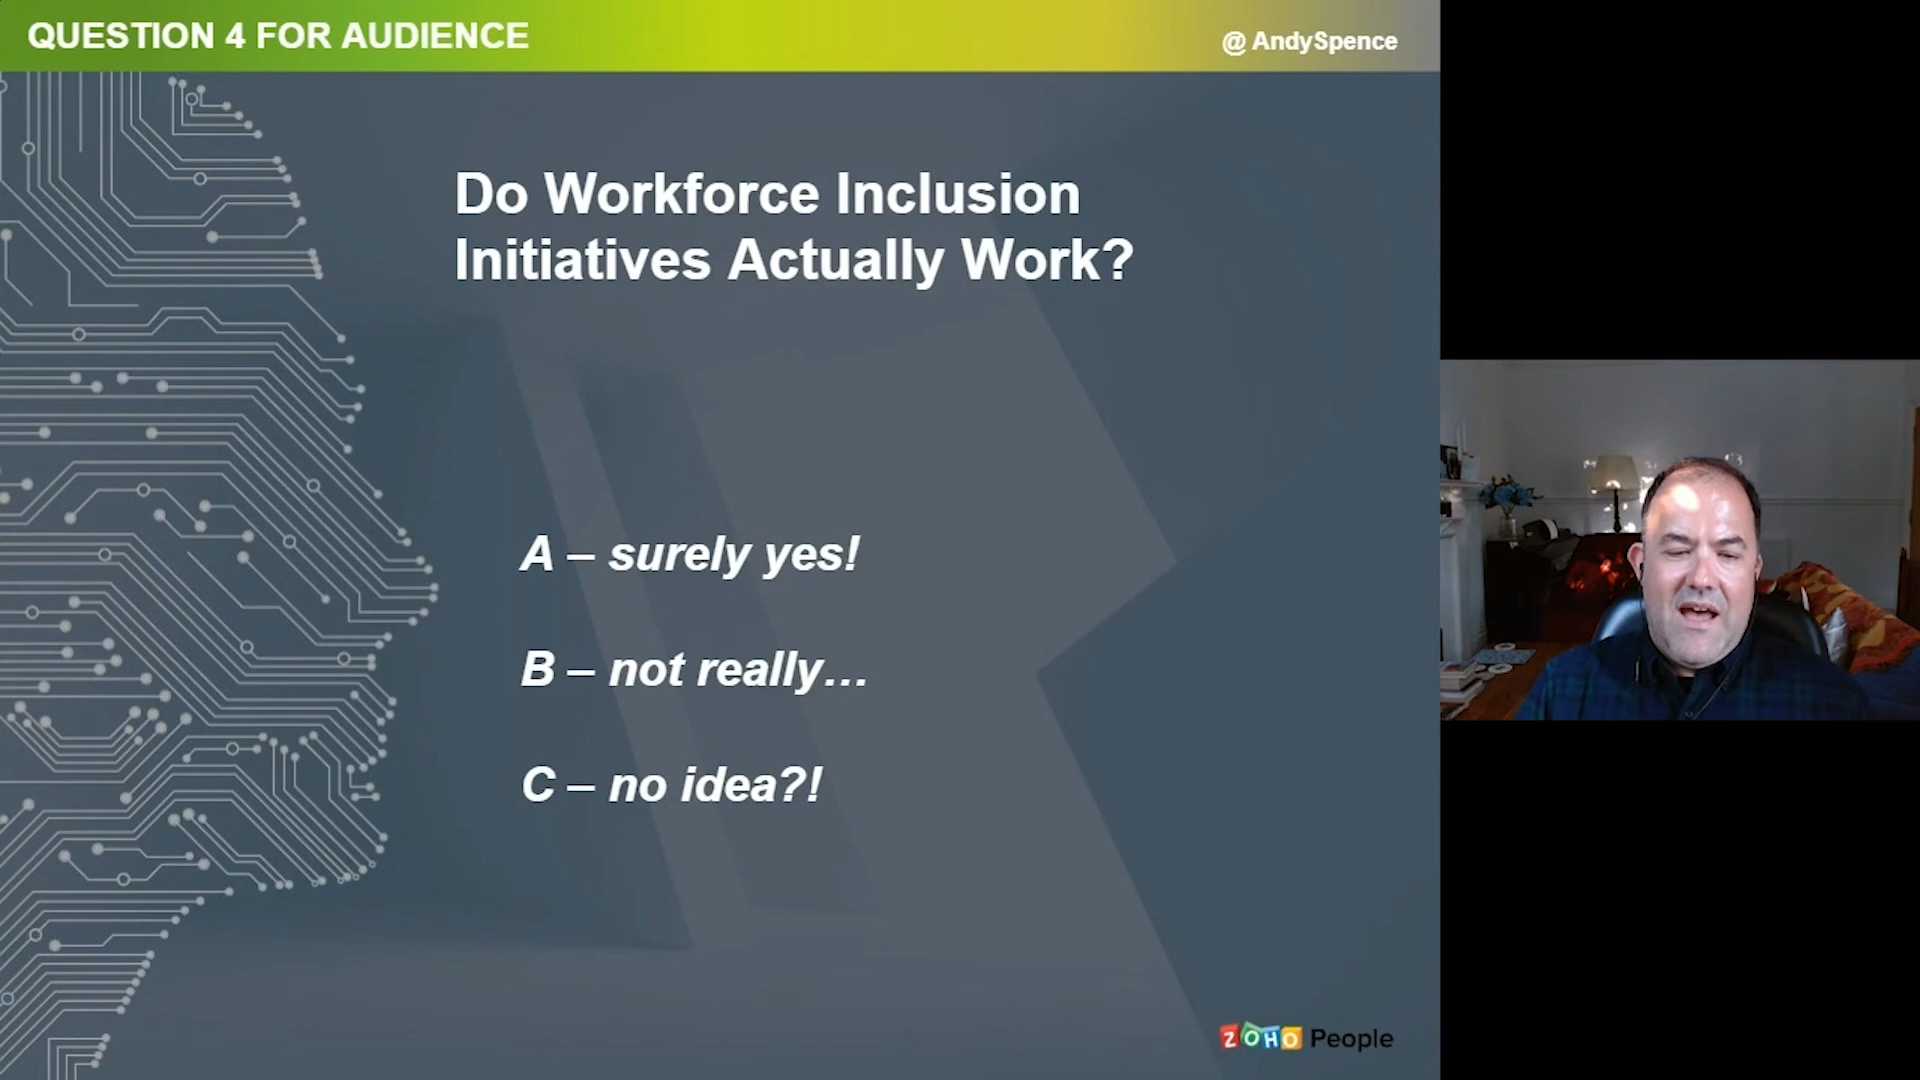 QUESTION 4 FOR AUDIENCE
@AndySpence
Do Workforce Inclusion
Initiatives Actually Work?
A – surely yes!
B – not really…
C – no idea?!
ZOHO People